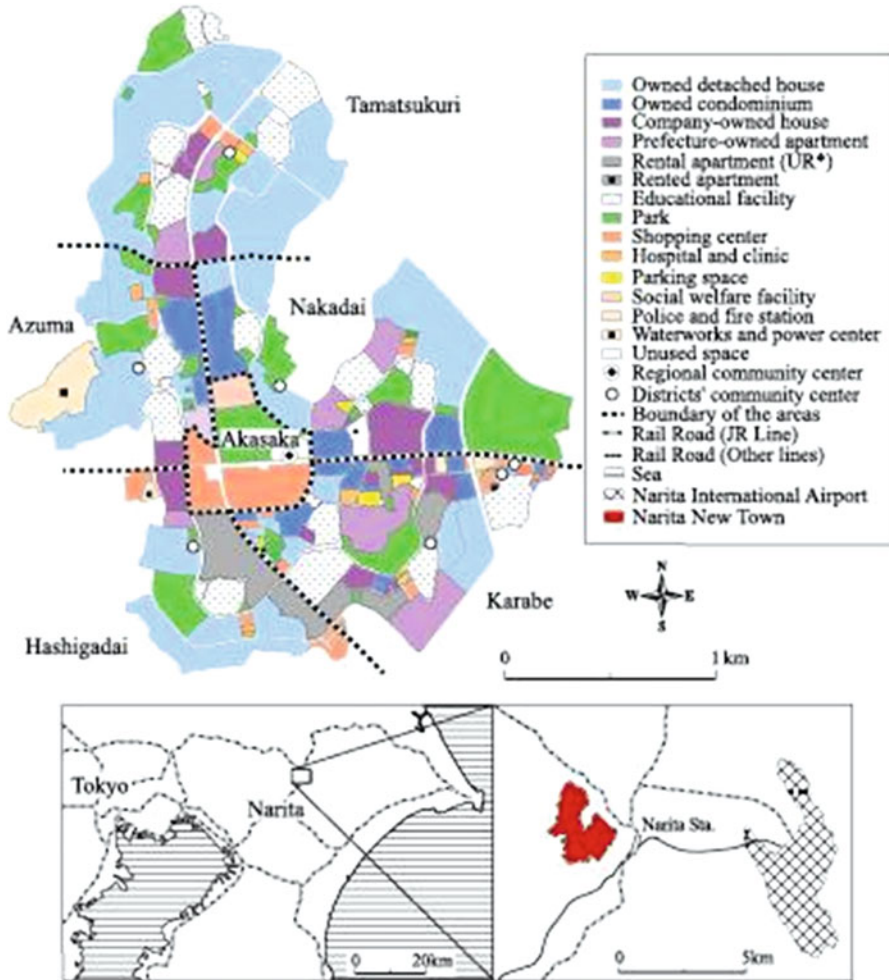 Tamatsukuri
Nakadai
Azuma
Akasaka
Karabe
Hashigadai
Owned detached house
Owned condominium
Company-owned house
Prefecture-owned apartment
Rental apartment (UR*)
Rented apartment
Educational facility
Park
Shopping center
Hospital and clinic
Parking space
Social welfare facility
Police and fire station
Waterworks and power center
Unused space
Regional community center
Districts' community center
Boundary of the areas
Rail Road (JR Line)
Rail Road (Other lines)
Sea
Narita International Airport
Narita New Town
N
W E
S
0 1 km
Tokyo
Narita
0 20km
Narita Sta.
0 5km